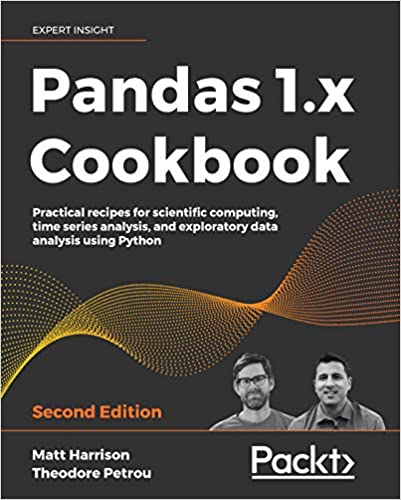 EXPERT INSIGHT
Pandas 1.x
Cookbook
Practical recipes for scientific computing,
time series analysis, and exploratory data
analysis using Python
Second Edition
Matt Harrison
Theodore Petrou
Packt>